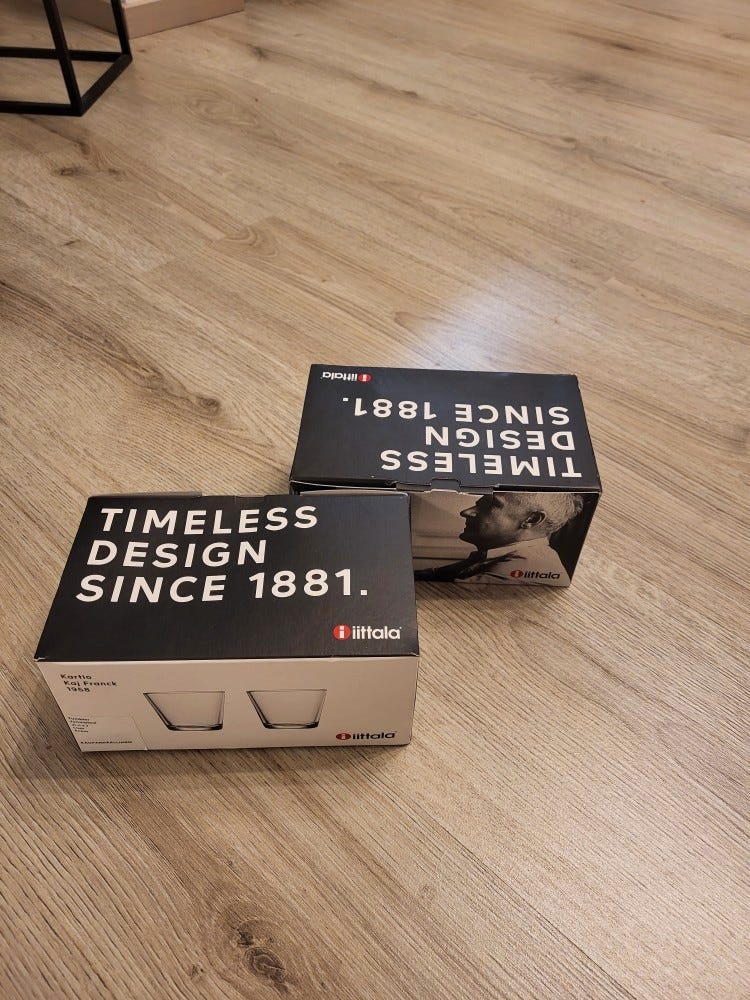 iittala
TIMELESS
DESIGN
SINCE 1881.
iittala
TIMELESS
DESIGN
SINCE 1881.
iittala
Kartio
Kaj Franck
1958
iittala